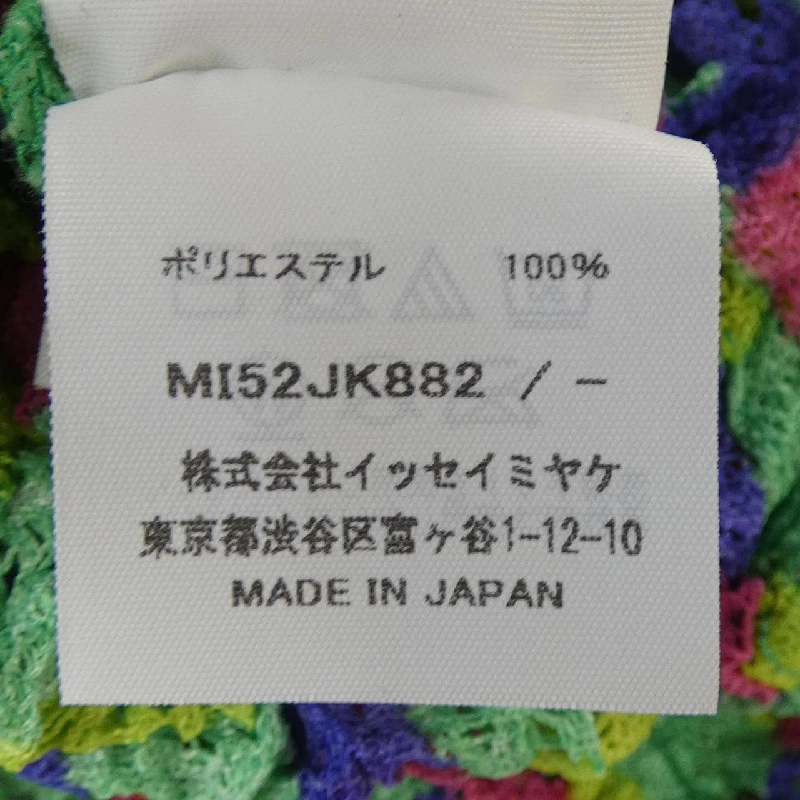 ポリエステル 100%
MI52JK882 / -
株式会社イッセイミヤケ
東京都渋谷区富ヶ谷1-12-10
MADE IN JAPAN